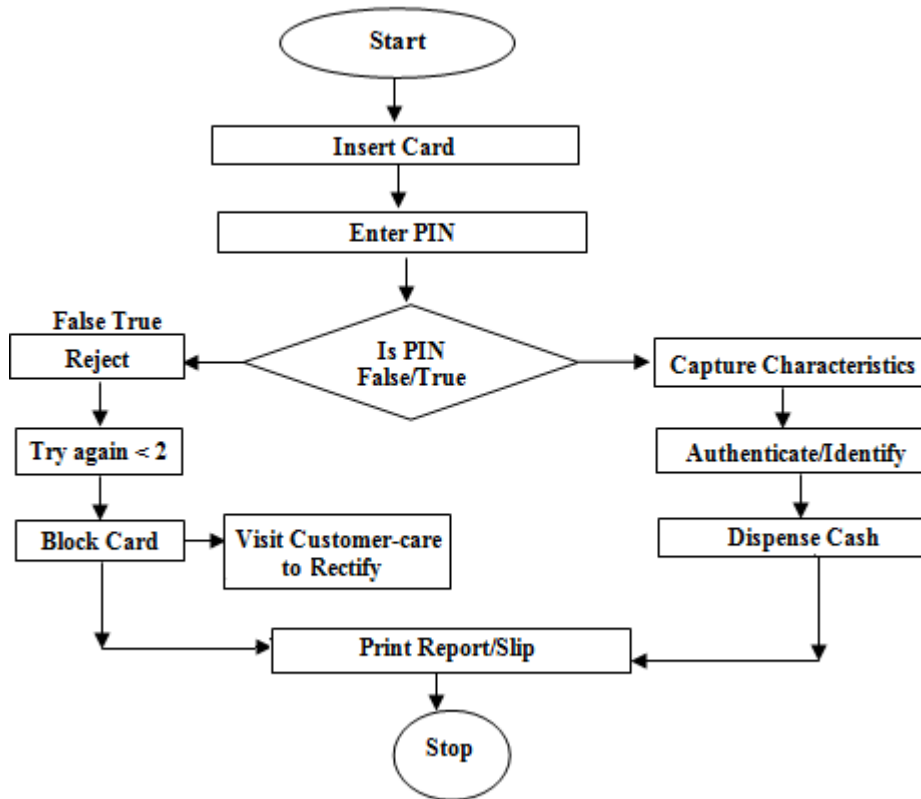 Start
Insert Card
Enter PIN
False True
Reject
Is PIN
False/True
Capture Characteristics
Try again < 2
Authenticate/Identify
Block Card
Visit Customer-care
to Rectify
Dispense Cash
Print Report/Slip
Stop